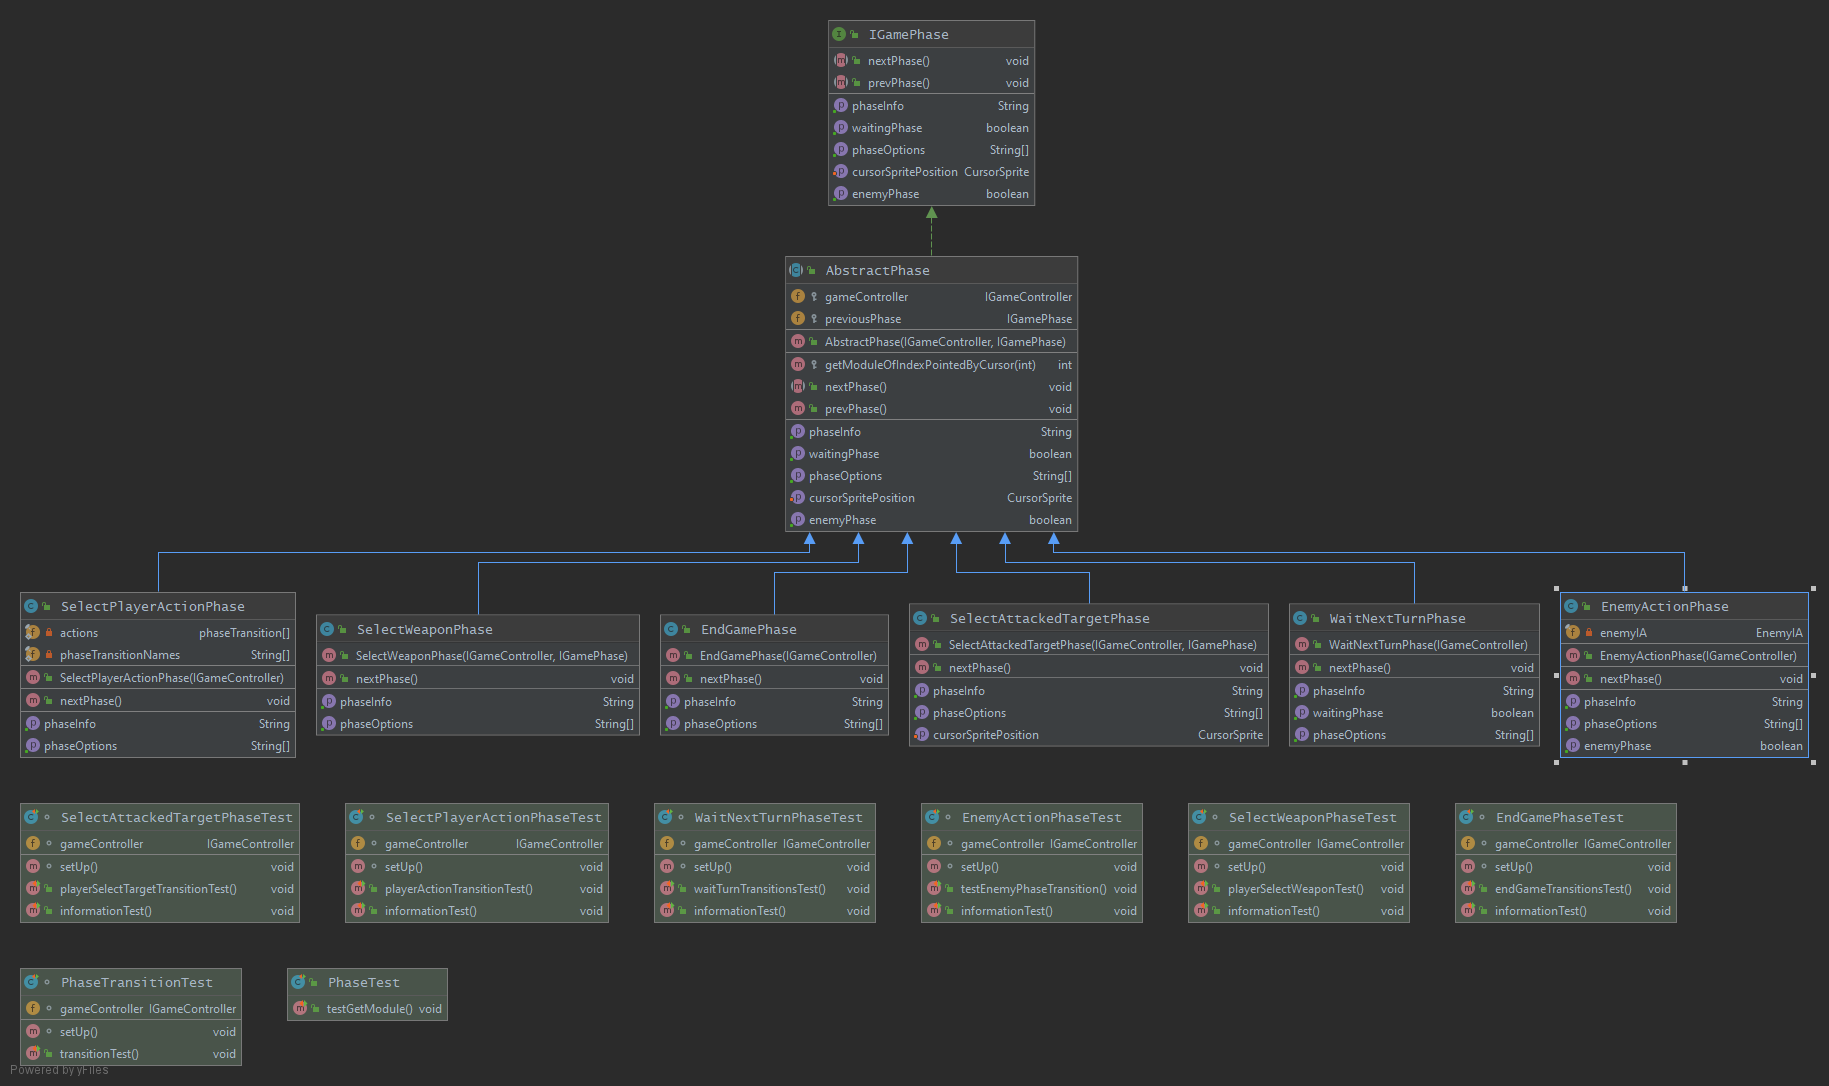 IGamePhase
nextPhase() void
prevPhase() void
phaseInfo String
waitingPhase boolean
phaseOptions String[]
cursorSpritePosition CursorSprite
enemyPhase boolean
AbstractPhase
gameController IGameController
previousPhase IGamePhase
AbstractPhase(IGameController, IGamePhase)
getModuleOfIndexPointedByCursor(int) int
nextPhase() void
prevPhase() void
phaseInfo String
waitingPhase boolean
phaseOptions String[]
cursorSpritePosition CursorSprite
enemyPhase boolean
SelectPlayerActionPhase
actions phaseTransition[]
phaseTransitionNames String[]
SelectPlayerActionPhase(IGameController)
nextPhase() void
phaseInfo String
phaseOptions String[]
SelectWeaponPhase
SelectWeaponPhase(IGameController, IGamePhase)
nextPhase() void
phaseInfo String
phaseOptions String[]
EndGamePhase
EndGamePhase(IGameController)
nextPhase() void
phaseInfo String
phaseOptions String[]
SelectAttackedTargetPhase
SelectAttackedTargetPhase(IGameController, IGamePhase)
nextPhase() void
phaseInfo String
phaseOptions String[]
cursorSpritePosition CursorSprite
WaitNextTurnPhase
WaitNextTurnPhase(IGameController)
nextPhase() void
phaseInfo String
waitingPhase boolean
phaseOptions String[]
EnemyActionPhase
enemyIA EnemyIA
EnemyActionPhase(IGameController)
nextPhase() void
phaseInfo String
phaseOptions String[]
enemyPhase boolean
SelectAttackedTargetPhaseTest
gameController IGameController
setUp() void
playerSelectTargetTransitionTest() void
informationTest() void
SelectPlayerActionPhaseTest
gameController IGameController
setUp() void
playerActionTransitionTest() void
informationTest() void
WaitNextTurnPhaseTest
gameController IGameController
setUp() void
waitTurnTransitionsTest() void
informationTest() void
EnemyActionPhaseTest
gameController IGameController
setUp() void
testEnemyPhaseTransition() void
informationTest() void
SelectWeaponPhaseTest
gameController IGameController
setUp() void
playerSelectWeaponTest() void
informationTest() void
EndGamePhaseTest
gameController IGameController
setUp() void
endGameTransitionsTest() void
informationTest() void
PhaseTransitionTest
gameController IGameController
setUp() void
transitionTest() void
PhaseTest
testGetModule() void
Powered by yFiles